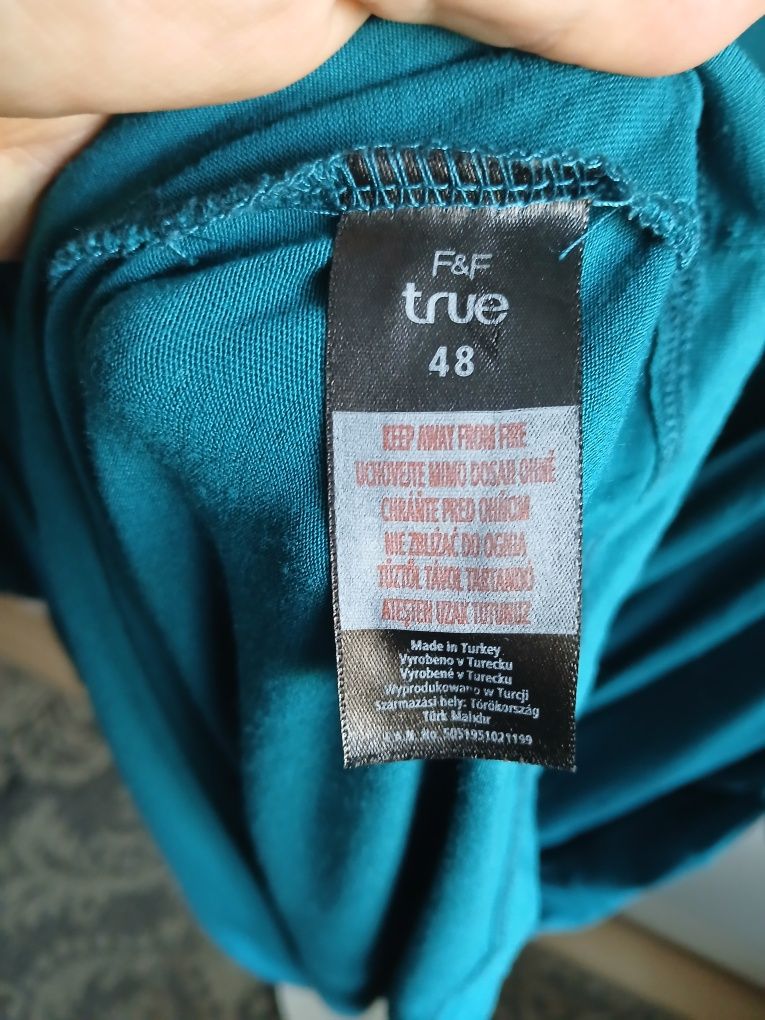 F&F
true
48
KEEP AWAY FROM FIRE
UCHOVEJTE MIMO DOSAH OHNĚ
CHRÁŇTE PRED OHŇOM
NIE ZBLIŻAĆ DO OGNIA
TŰZTŐL TÁVOL TARTANDÓ
ATEŞTEN UZAK TUTUNUZ
Made in Turkey
Vyrobeno v Turecku
Vyrobené v Turecku
Wyprodukowano w Turcji
Származási hely: Törökország
Türk Malıdır
E.A.N. No. 5051951021199